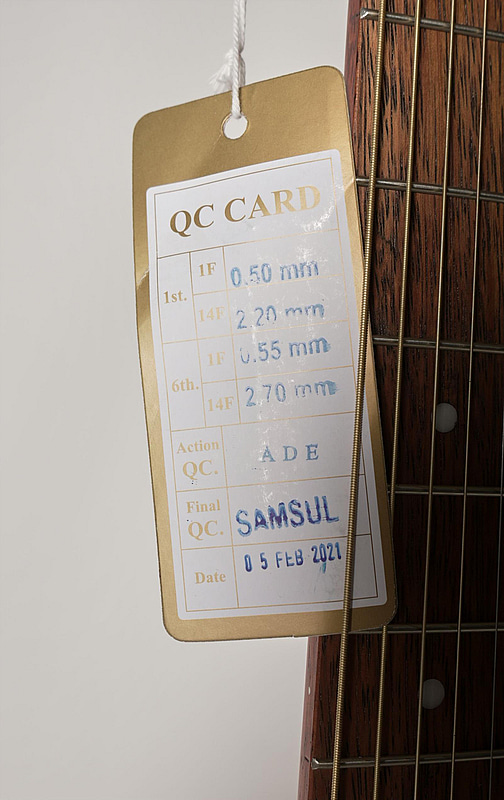 QC CARD
1st. 1F 0.50 mm
14F 2.20 mm
6th. 1F 0.55 mm
14F 2.70 mm
Action QC. ADE
Final QC. SAMSUL
Date 05 FEB 2021